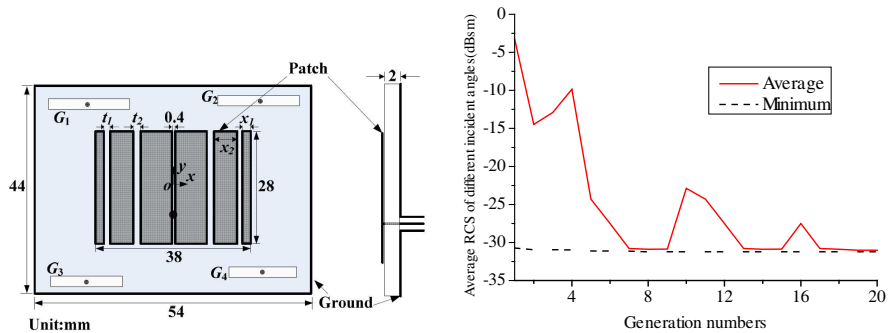 Patch
2
G1
G2
t1
t2
0.4
x1
x2
y
o
x
44
28
38
G3
G4
54
Ground
Unit:mm
Average RCS of different incident angles(dBsm)
0
-5
-10
-15
-20
-25
-30
-35
Average
Minimum
4
8
12
16
20
Generation numbers